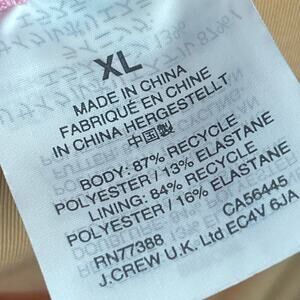 XL
MADE IN CHINA
FABRIQUÉ EN CHINE
IN CHINA HERGESTELLT
中国製
BODY: 87% RECYCLE
POLYESTER / 13% ELASTANE
LINING: 84% RECYCLE
POLYESTER / 16% ELASTANE
RN77388 CA56445
J.CREW U.K. Ltd EC4V 6JA